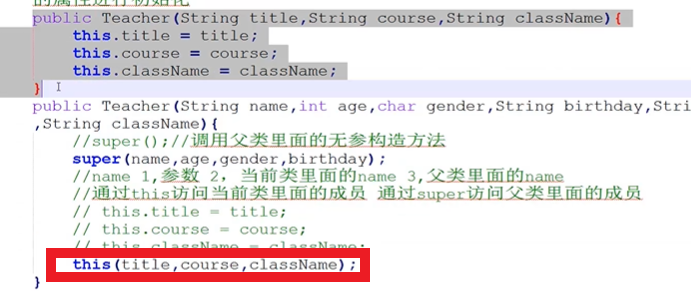 的属性进行初始化
public Teacher(String title,String course,String className){
this.title = title;
this.course = course;
this.className = className;
}
public Teacher(String name,int age,char gender,String birthday,Stri
,String className){
//super();//调用父类里面的无参构造方法
super(name,age,gender,birthday);
//name 1,参数 2, 当前类里面的name 3,父类里面的name
//通过this访问当前类里面的成员 通过super访问父类里面的成员
// this.title = title;
// this.course = course;
// this.className = className;
this(title,course,className);
}